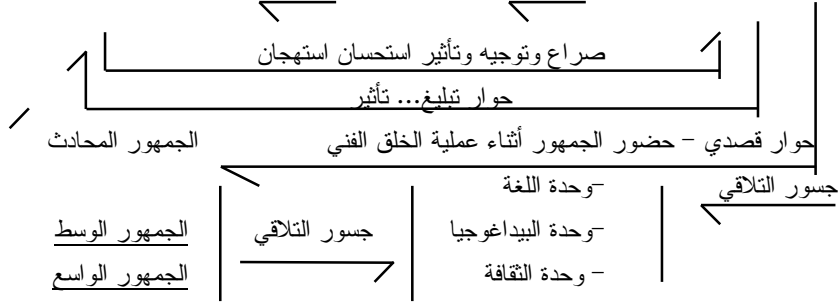 صراع وتوجيه وتأثير استحسان استهجان
حوار تبليغ... تأثير
حوار قصدي – حضور الجمهور أثناء عملية الخلق الفني الجمهور المحادث
جسور التلاقي –وحدة اللغة
–وحدة البيداغوجيا جسور التلاقي الجمهور الوسط
– وحدة الثقافة الجمهور الواسع